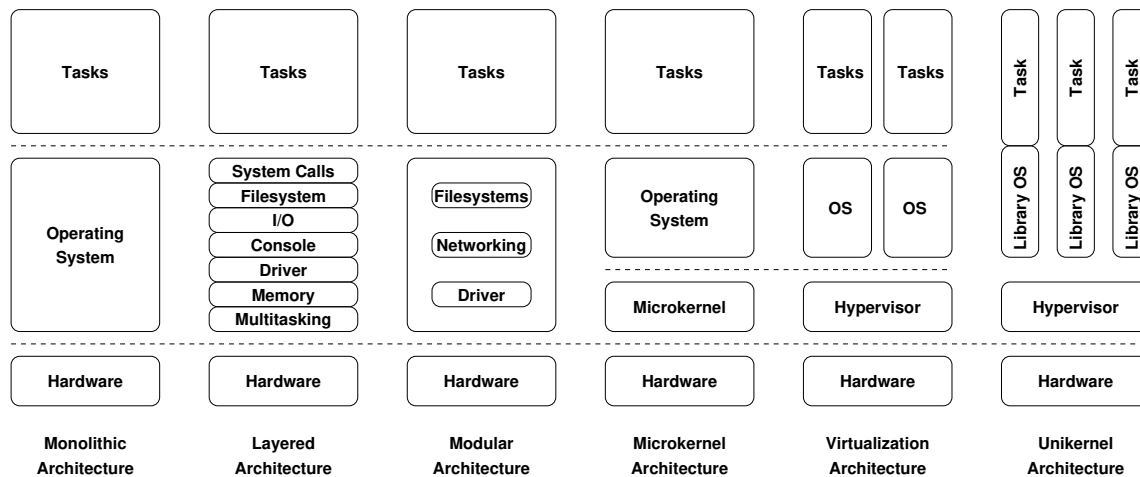 Tasks
Tasks
Tasks
Tasks
Tasks
Tasks
Task
Task
Task
Operating
System
System Calls
Filesystem
I/O
Console
Driver
Memory
Multitasking
Filesystems
Networking
Driver
Operating
System
Microkernel
OS
OS
Hypervisor
Library OS
Library OS
Library OS
Hypervisor
Hardware
Hardware
Hardware
Hardware
Hardware
Hardware
Monolithic
Architecture
Layered
Architecture
Modular
Architecture
Microkernel
Architecture
Virtualization
Architecture
Unikernel
Architecture